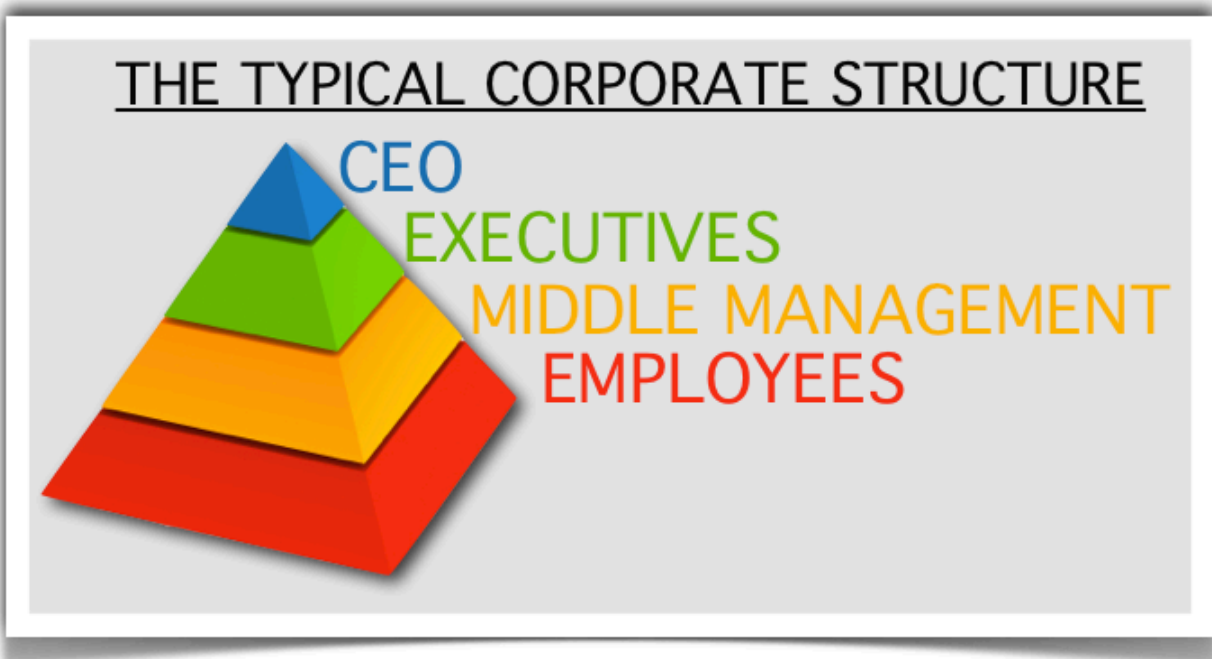 THE TYPICAL CORPORATE STRUCTURE
CEO
EXECUTIVES
MIDDLE MANAGEMENT
EMPLOYEES